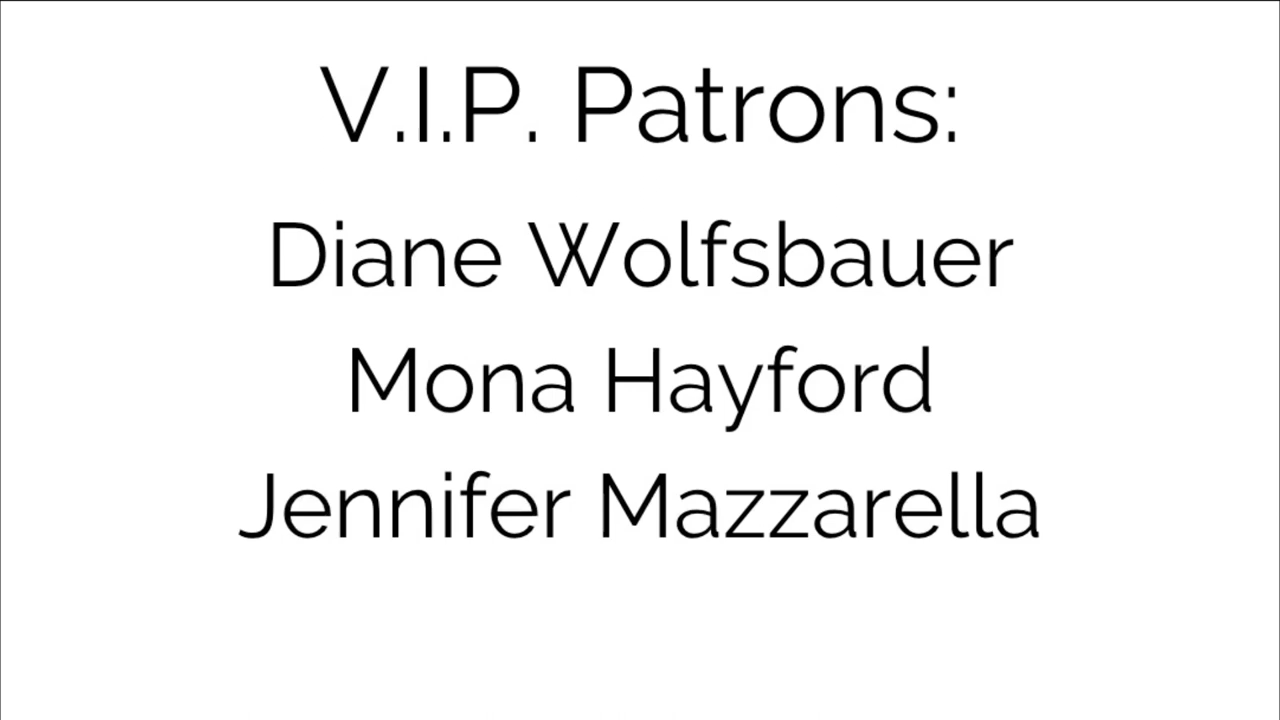 V.I.P. Patrons:
Diane Wolfsbauer
Mona Hayford
Jennifer Mazzarella